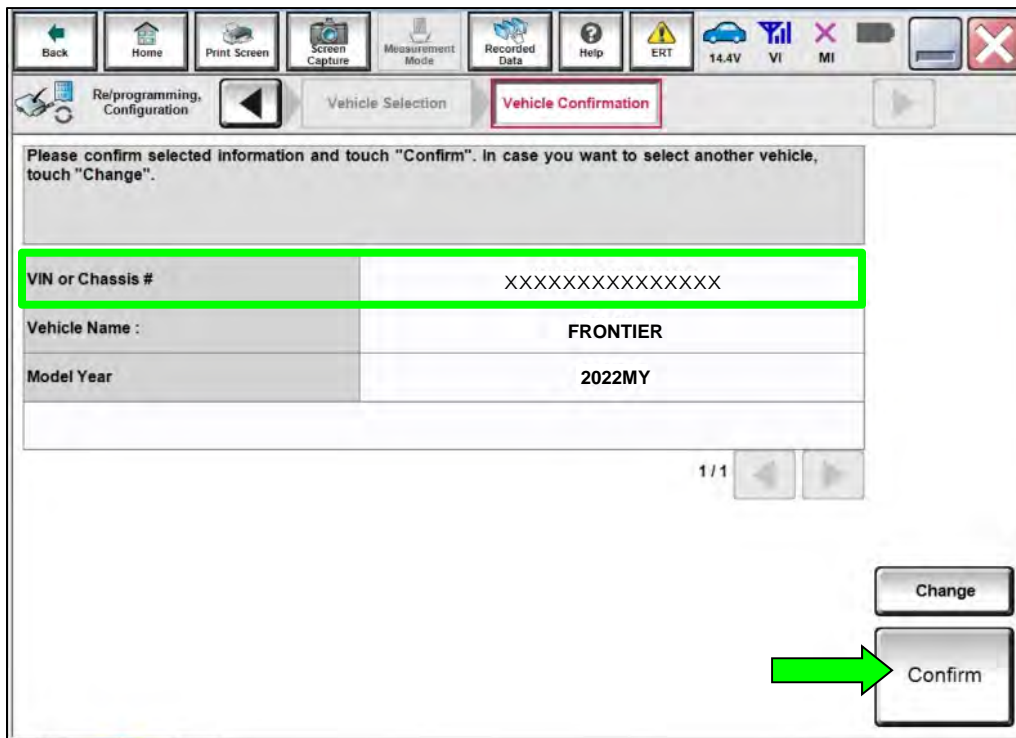 Back
Home
Print Screen
Screen Capture
Measurement Mode
Recorded Data
Help
ERT
14.4V
VI
MI
Re/programming, Configuration
Vehicle Selection
Vehicle Confirmation
Please confirm selected information and touch "Confirm". In case you want to select another vehicle,
touch "Change".
VIN or Chassis #
XXXXXXXXXXXXXXX
Vehicle Name :
FRONTIER
Model Year
2022MY
1/1
Change
Confirm